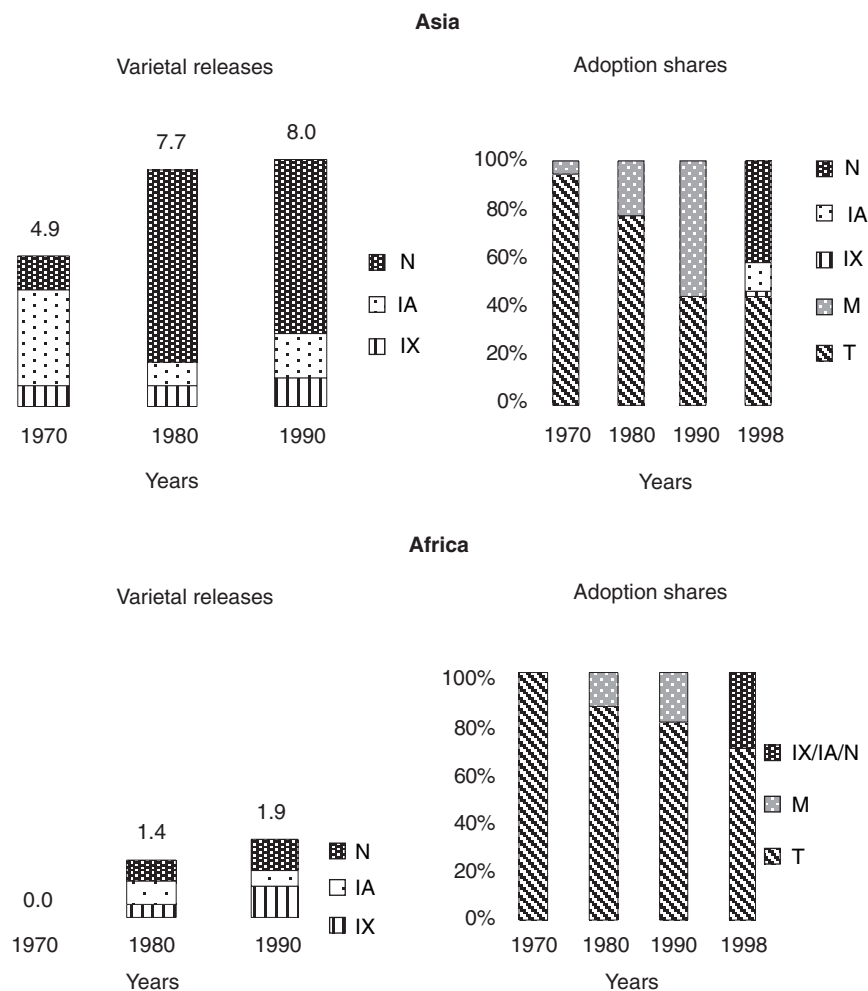 Asia
Varietal releases
4.9
7.7
8.0
N
IA
IX
1970
1980
1990
Years
Adoption shares
100%
80%
60%
40%
20%
0%
N
IA
IX
M
T
1970
1980
1990
1998
Years
Africa
Varietal releases
0.0
1.4
1.9
N
IA
IX
1970
1980
1990
Years
Adoption shares
100%
80%
60%
40%
20%
0%
IX/IA/N
M
T
1970
1980
1990
1998
Years